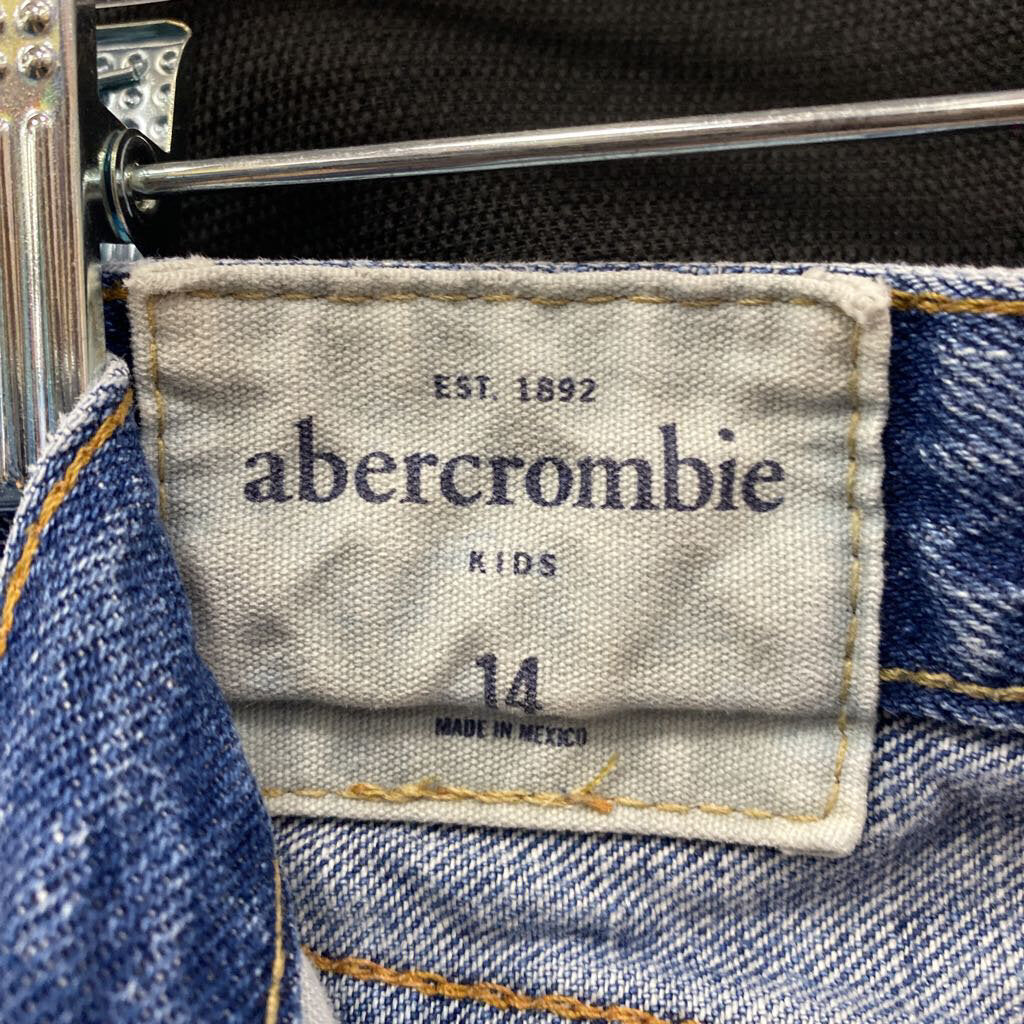 EST. 1892
abercrombie
KIDS
14
MADE IN MEXICO